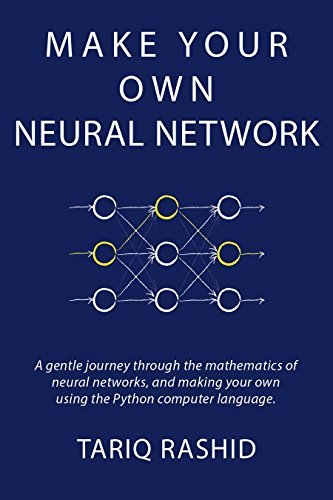 MAKE YOUR
OWN
NEURAL NETWORK
A gentle journey through the mathematics of
neural networks, and making your own
using the Python computer language.
TARIQ RASHID